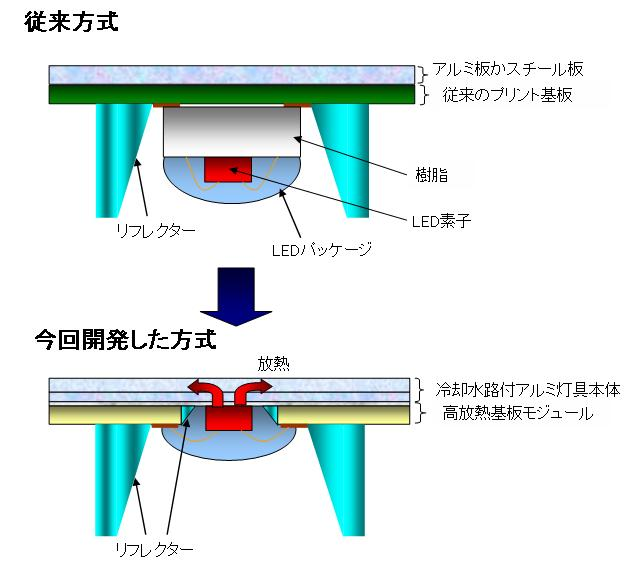 従来方式
アルミ板かスチール板
従来のプリント基板
樹脂
LED素子
リフレクター
LEDパッケージ
今回開発した方式
放熱
冷却水路付アルミ灯具本体
高放熱基板モジュール
リフレクター